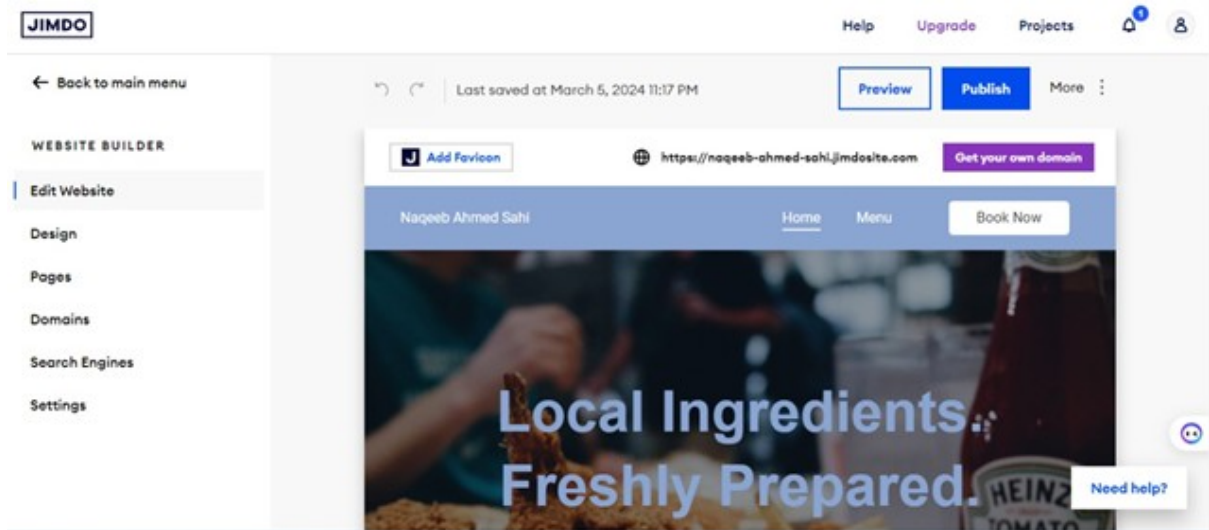 JIMDO
Help Upgrade Projects 1
← Back to main menu
Last saved at March 5, 2024 11:17 PM
Preview Publish More
WEBSITE BUILDER
J Add Favicon
https://naqeeb-ahmed-sahi.jimdosite.com
Get your own domain
Edit Website
Design
Pages
Domains
Search Engines
Settings
Naqeeb Ahmed Sahi
Home Menu Book Now
Local Ingredients.
Freshly Prepared.
HEINZ
TOMATO
Need help?